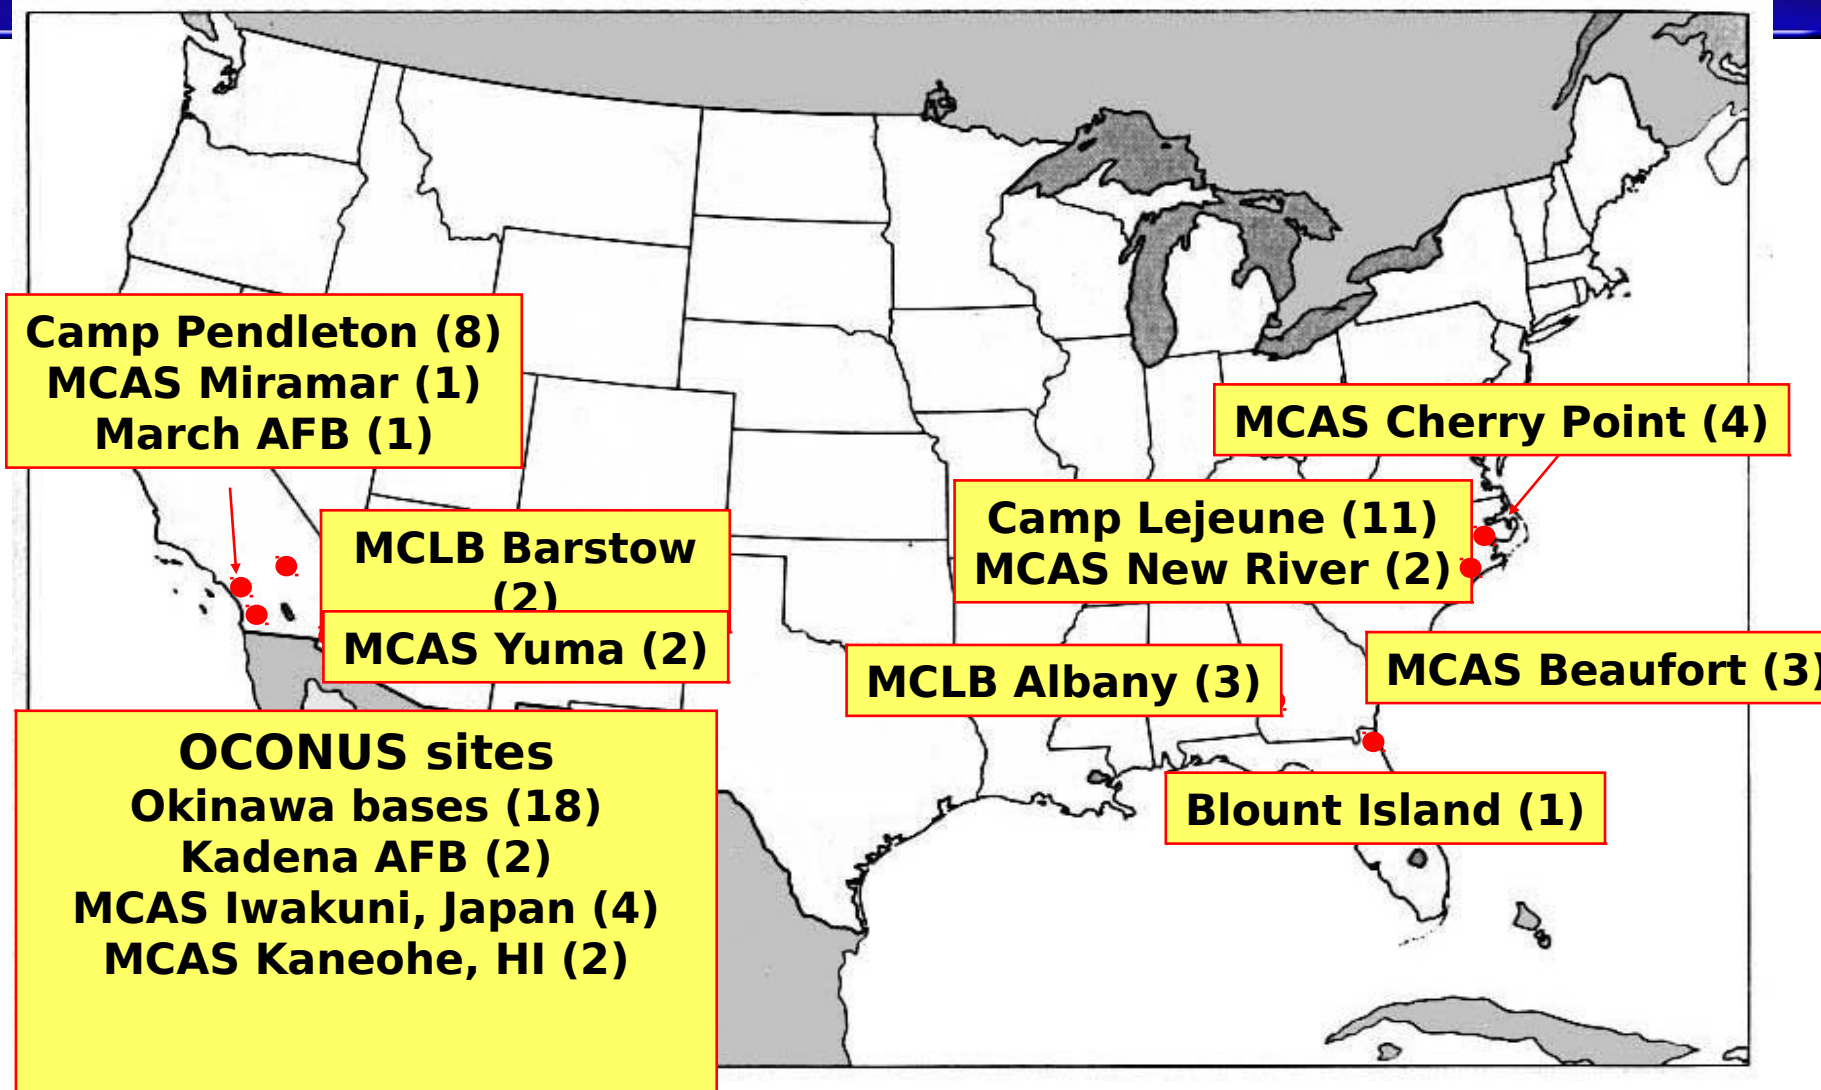 Camp Pendleton (8)
MCAS Miramar (1)
March AFB (1)
MCAS Cherry Point (4)
Camp Lejeune (11)
MCAS New River (2)
MCLB Barstow
(2)
MCAS Yuma (2)
MCLB Albany (3)
MCAS Beaufort (3)
Blount Island (1)
OCONUS sites
Okinawa bases (18)
Kadena AFB (2)
MCAS Iwakuni, Japan (4)
MCAS Kaneohe, HI (2)